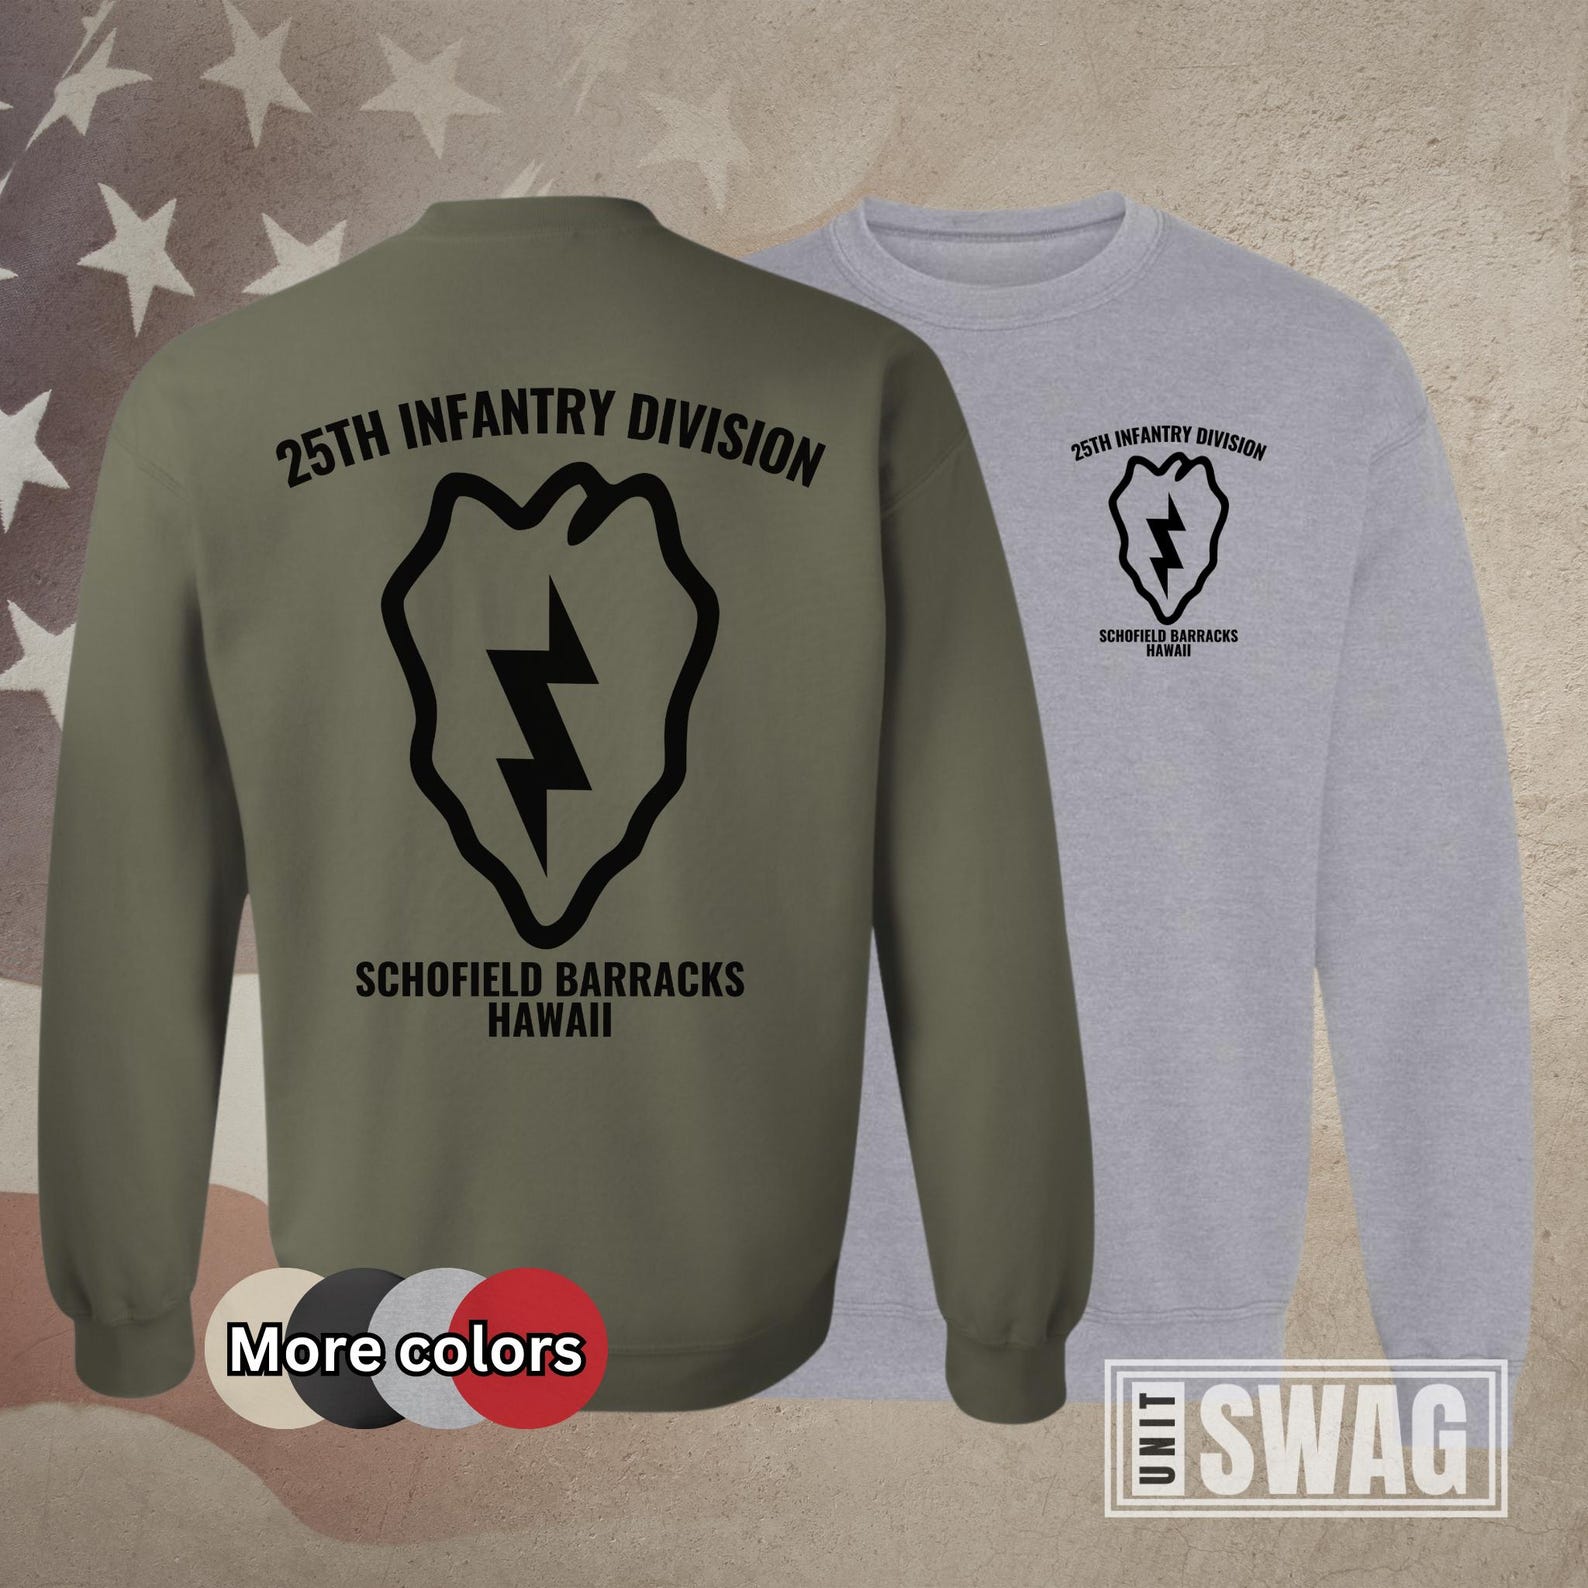 25TH INFANTRY DIVISION
SCHOFIELD BARRACKS
HAWAII
25TH INFANTRY DIVISION
SCHOFIELD BARRACKS
HAWAII
More colors
UNIT
SWAG